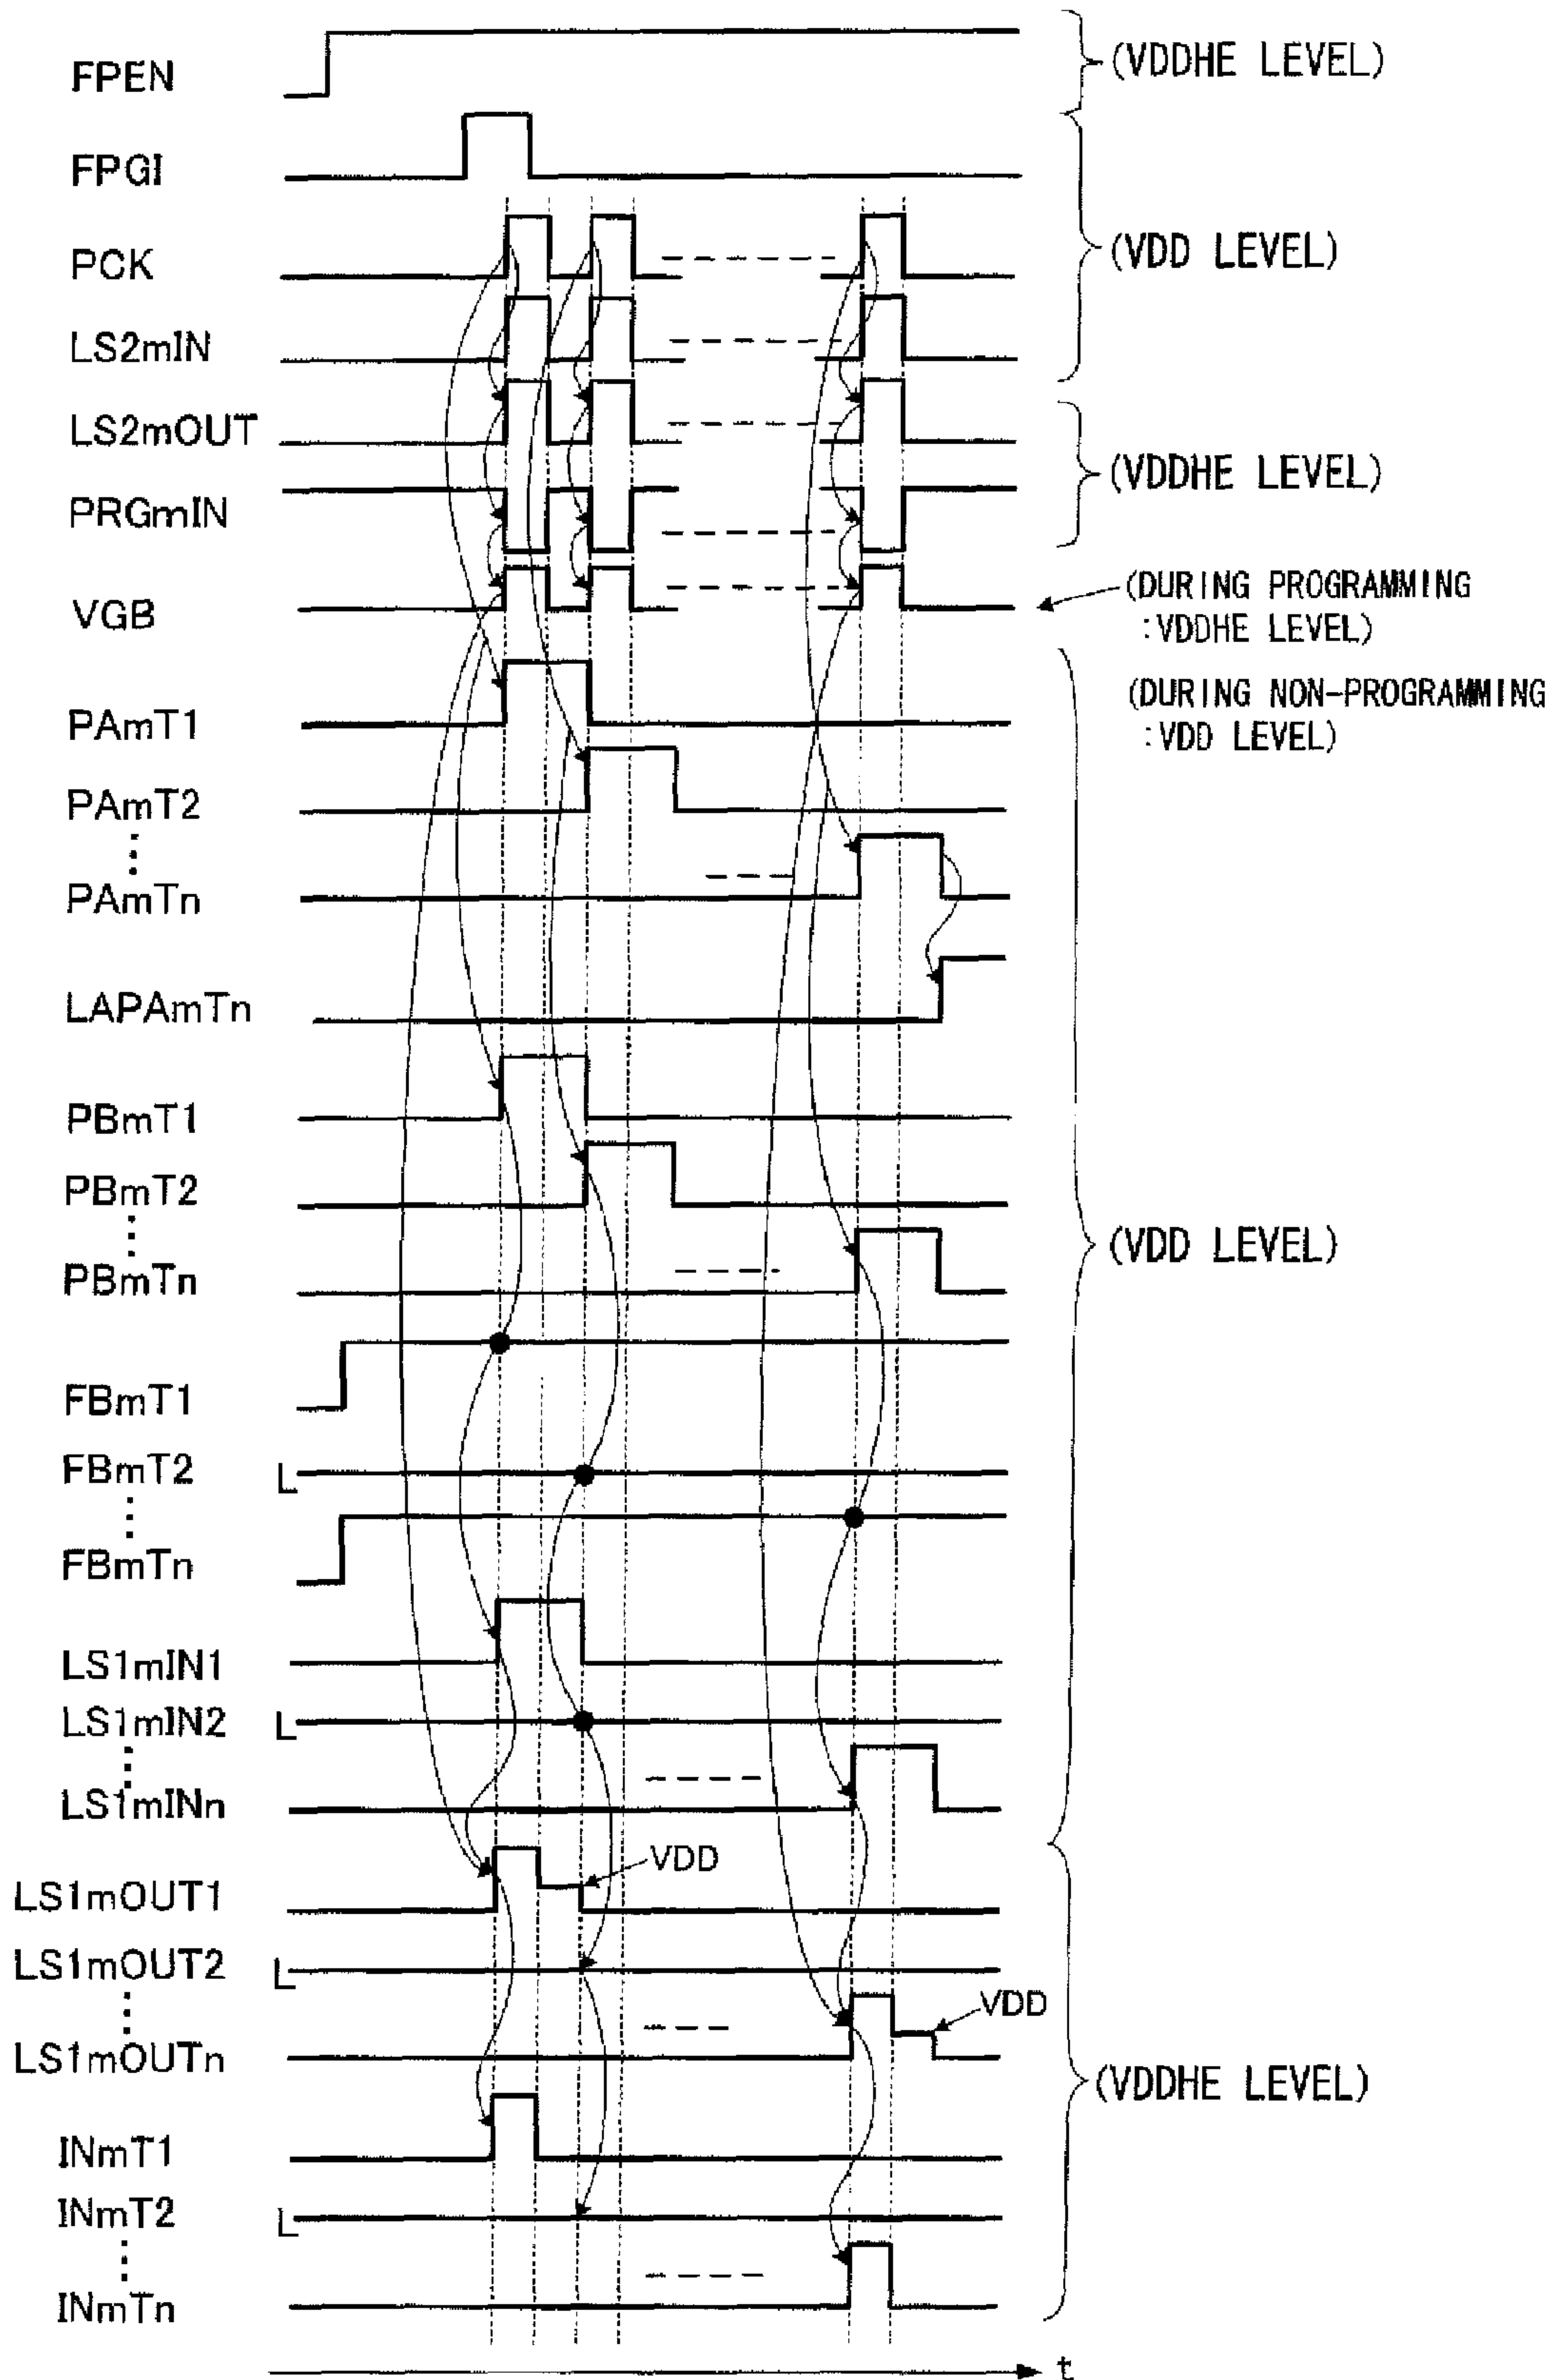 FPEN
(VDDHE LEVEL)
FPGI
PCK
(VDD LEVEL)
LS2mIN
LS2mOUT
(VDDHE LEVEL)
PRGmIN
VGB
(DURING PROGRAMMING
:VDDHE LEVEL)
(DURING NON-PROGRAMMING
:VDD LEVEL)
PAmT1
PAmT2
PAmTn
LAPAmTn
PBmT1
PBmT2
(VDD LEVEL)
PBmTn
FBmT1
FBmT2
L
FBmTn
LS1mIN1
LS1mIN2
L
LS1mINn
VDD
LS1mOUT1
LS1mOUT2
L
VDD
LS1mOUTn
(VDDHE LEVEL)
INmT1
INmT2
L
INmTn
t